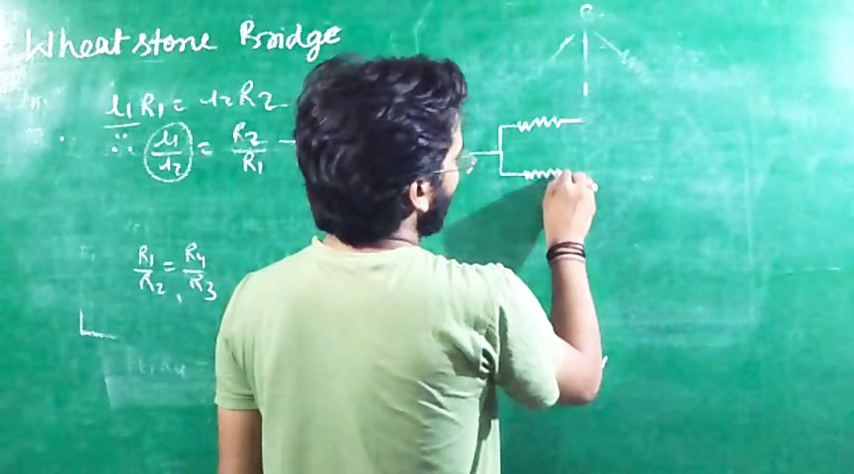 Wheatstone Bridge
i₁R₁ = i₂R₂
∴ i₁/i₂ = R₂/R₁
R₁/R₂ = R₄/R₃